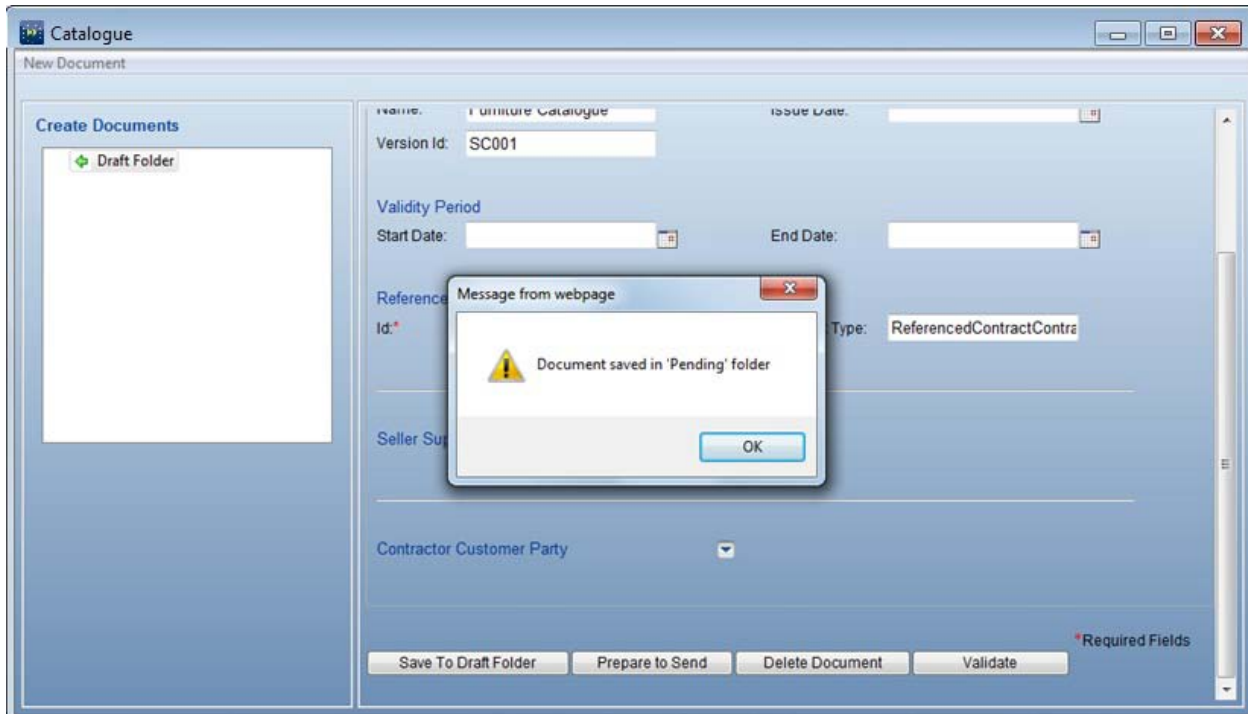 Catalogue
New Document
Create Documents
Draft Folder
Name: Furniture Catalogue Issue Date:
Version Id: SC001
Validity Period
Start Date: End Date:
Message from webpage
Reference
Id:* Type: ReferencedContractContra
Document saved in 'Pending' folder
Seller Sup
OK
Contractor Customer Party
*Required Fields
Save To Draft Folder Prepare to Send Delete Document Validate